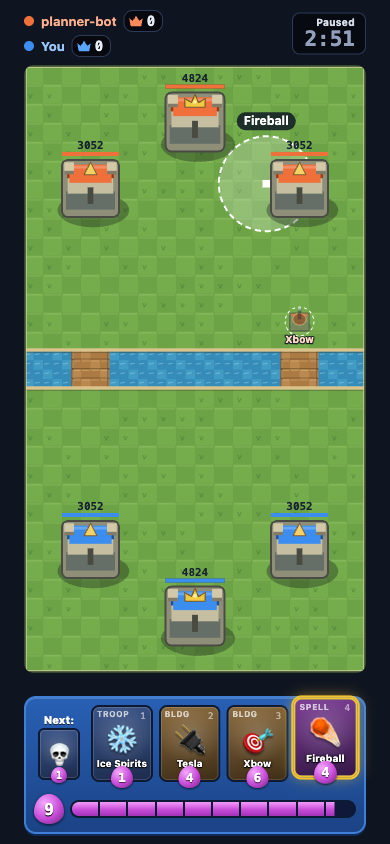 planner-bot 0
You 0
Paused
2:51
4824
Fireball
3052
3052
Xbow
3052
3052
4824
Next:
1
TROOP 1
Ice Spirits
1
BLDG 2
Tesla
4
BLDG 3
Xbow
6
SPELL 4
Fireball
4
9